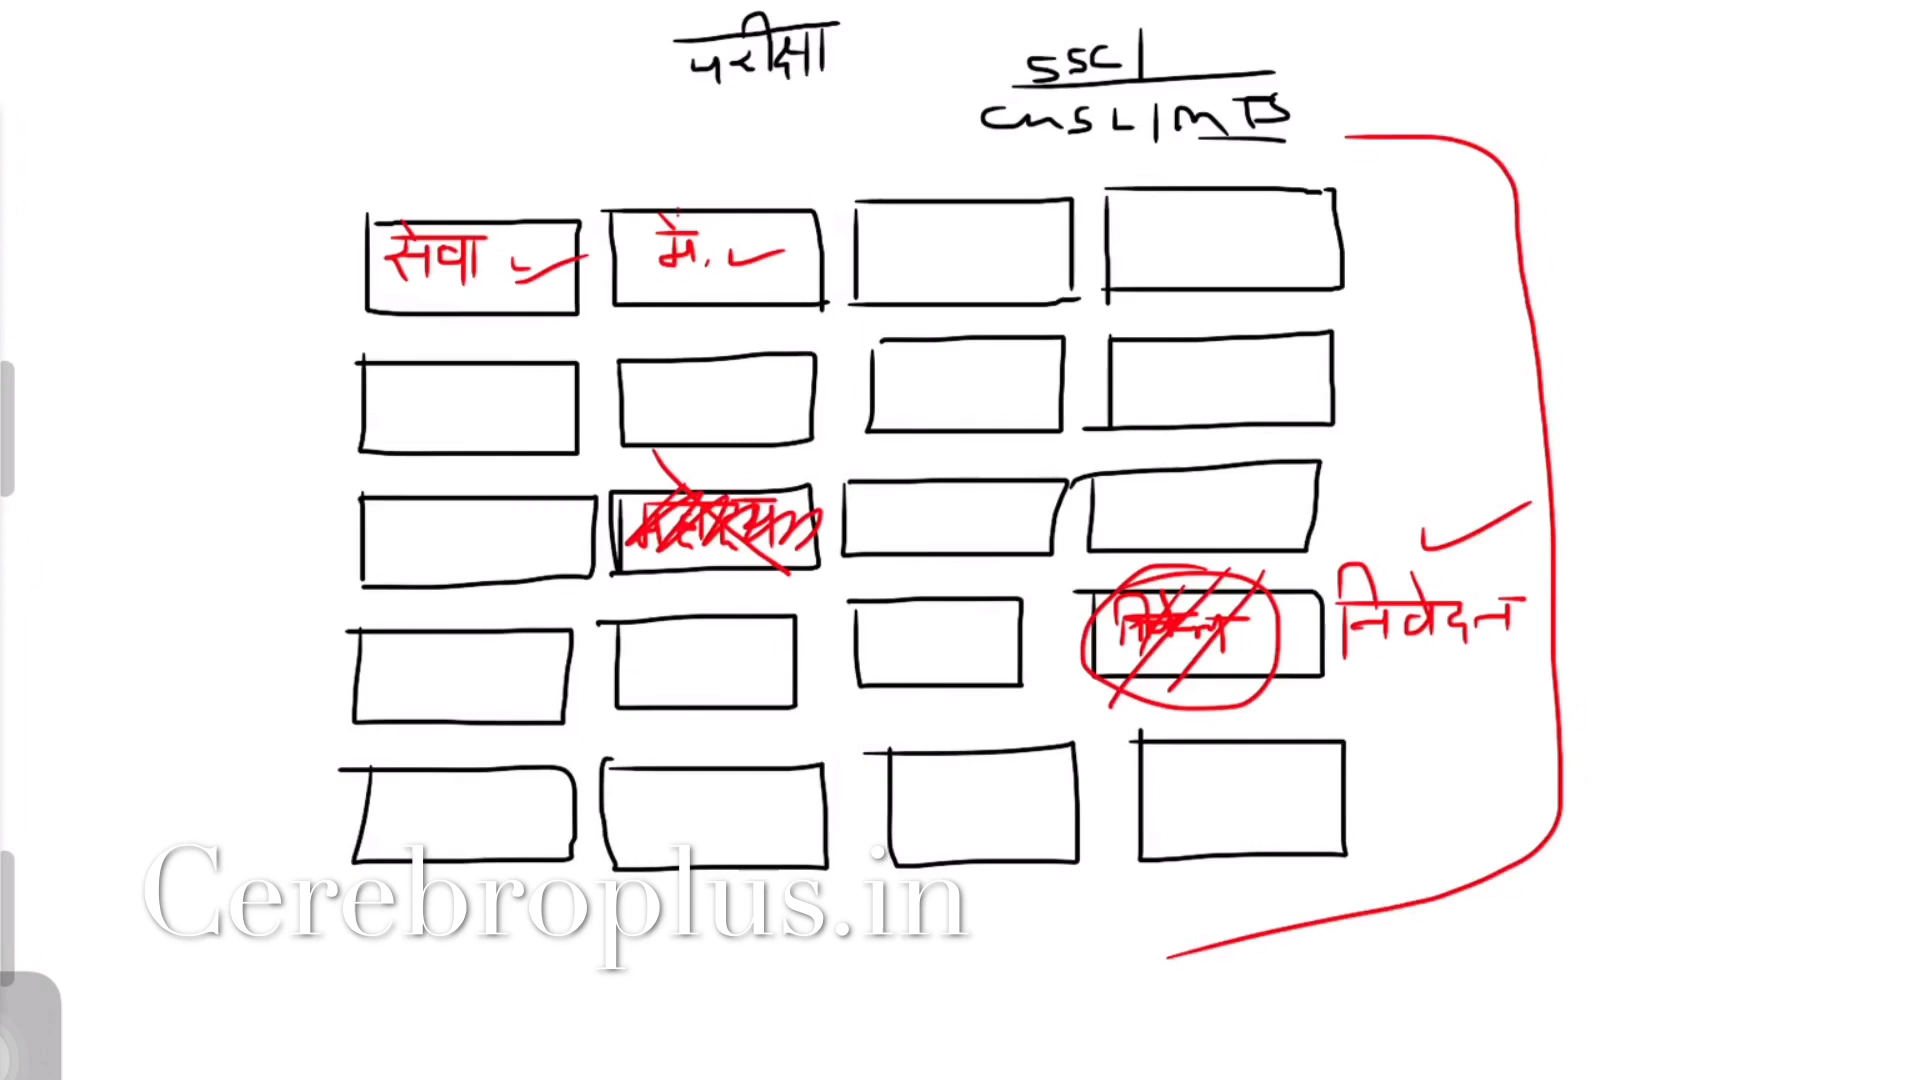 परीक्षा
SSC |
CHSL | MTS
सेवा
में,
निवेदन
Cerebroplus.in